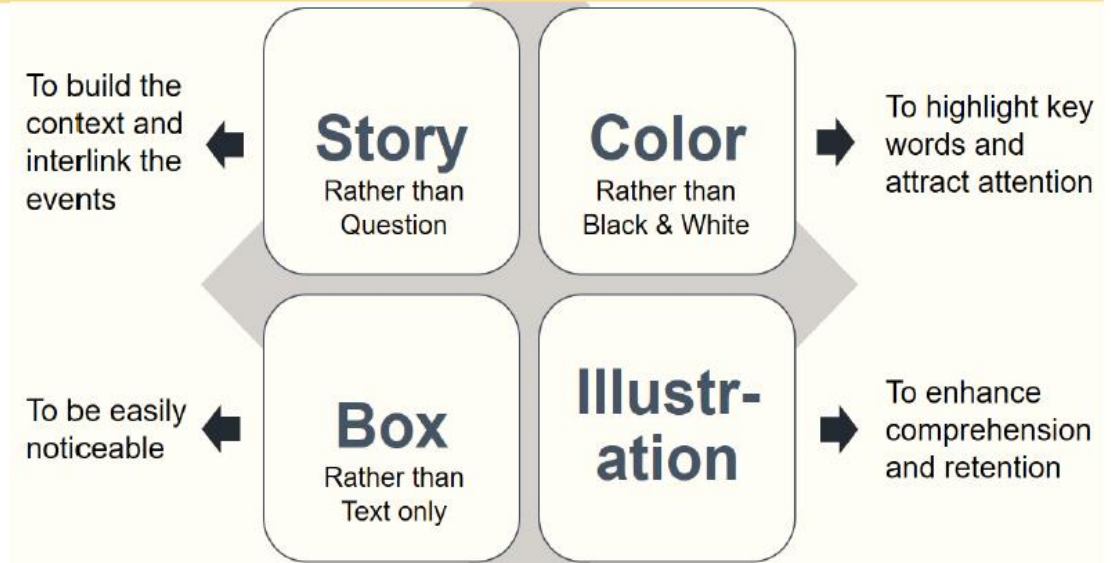 To build the
context and
interlink the
events
Story
Rather than
Question
Color
Rather than
Black & White
To highlight key
words and
attract attention
To be easily
noticeable
Box
Rather than
Text only
Illustr-
ation
To enhance
comprehension
and retention